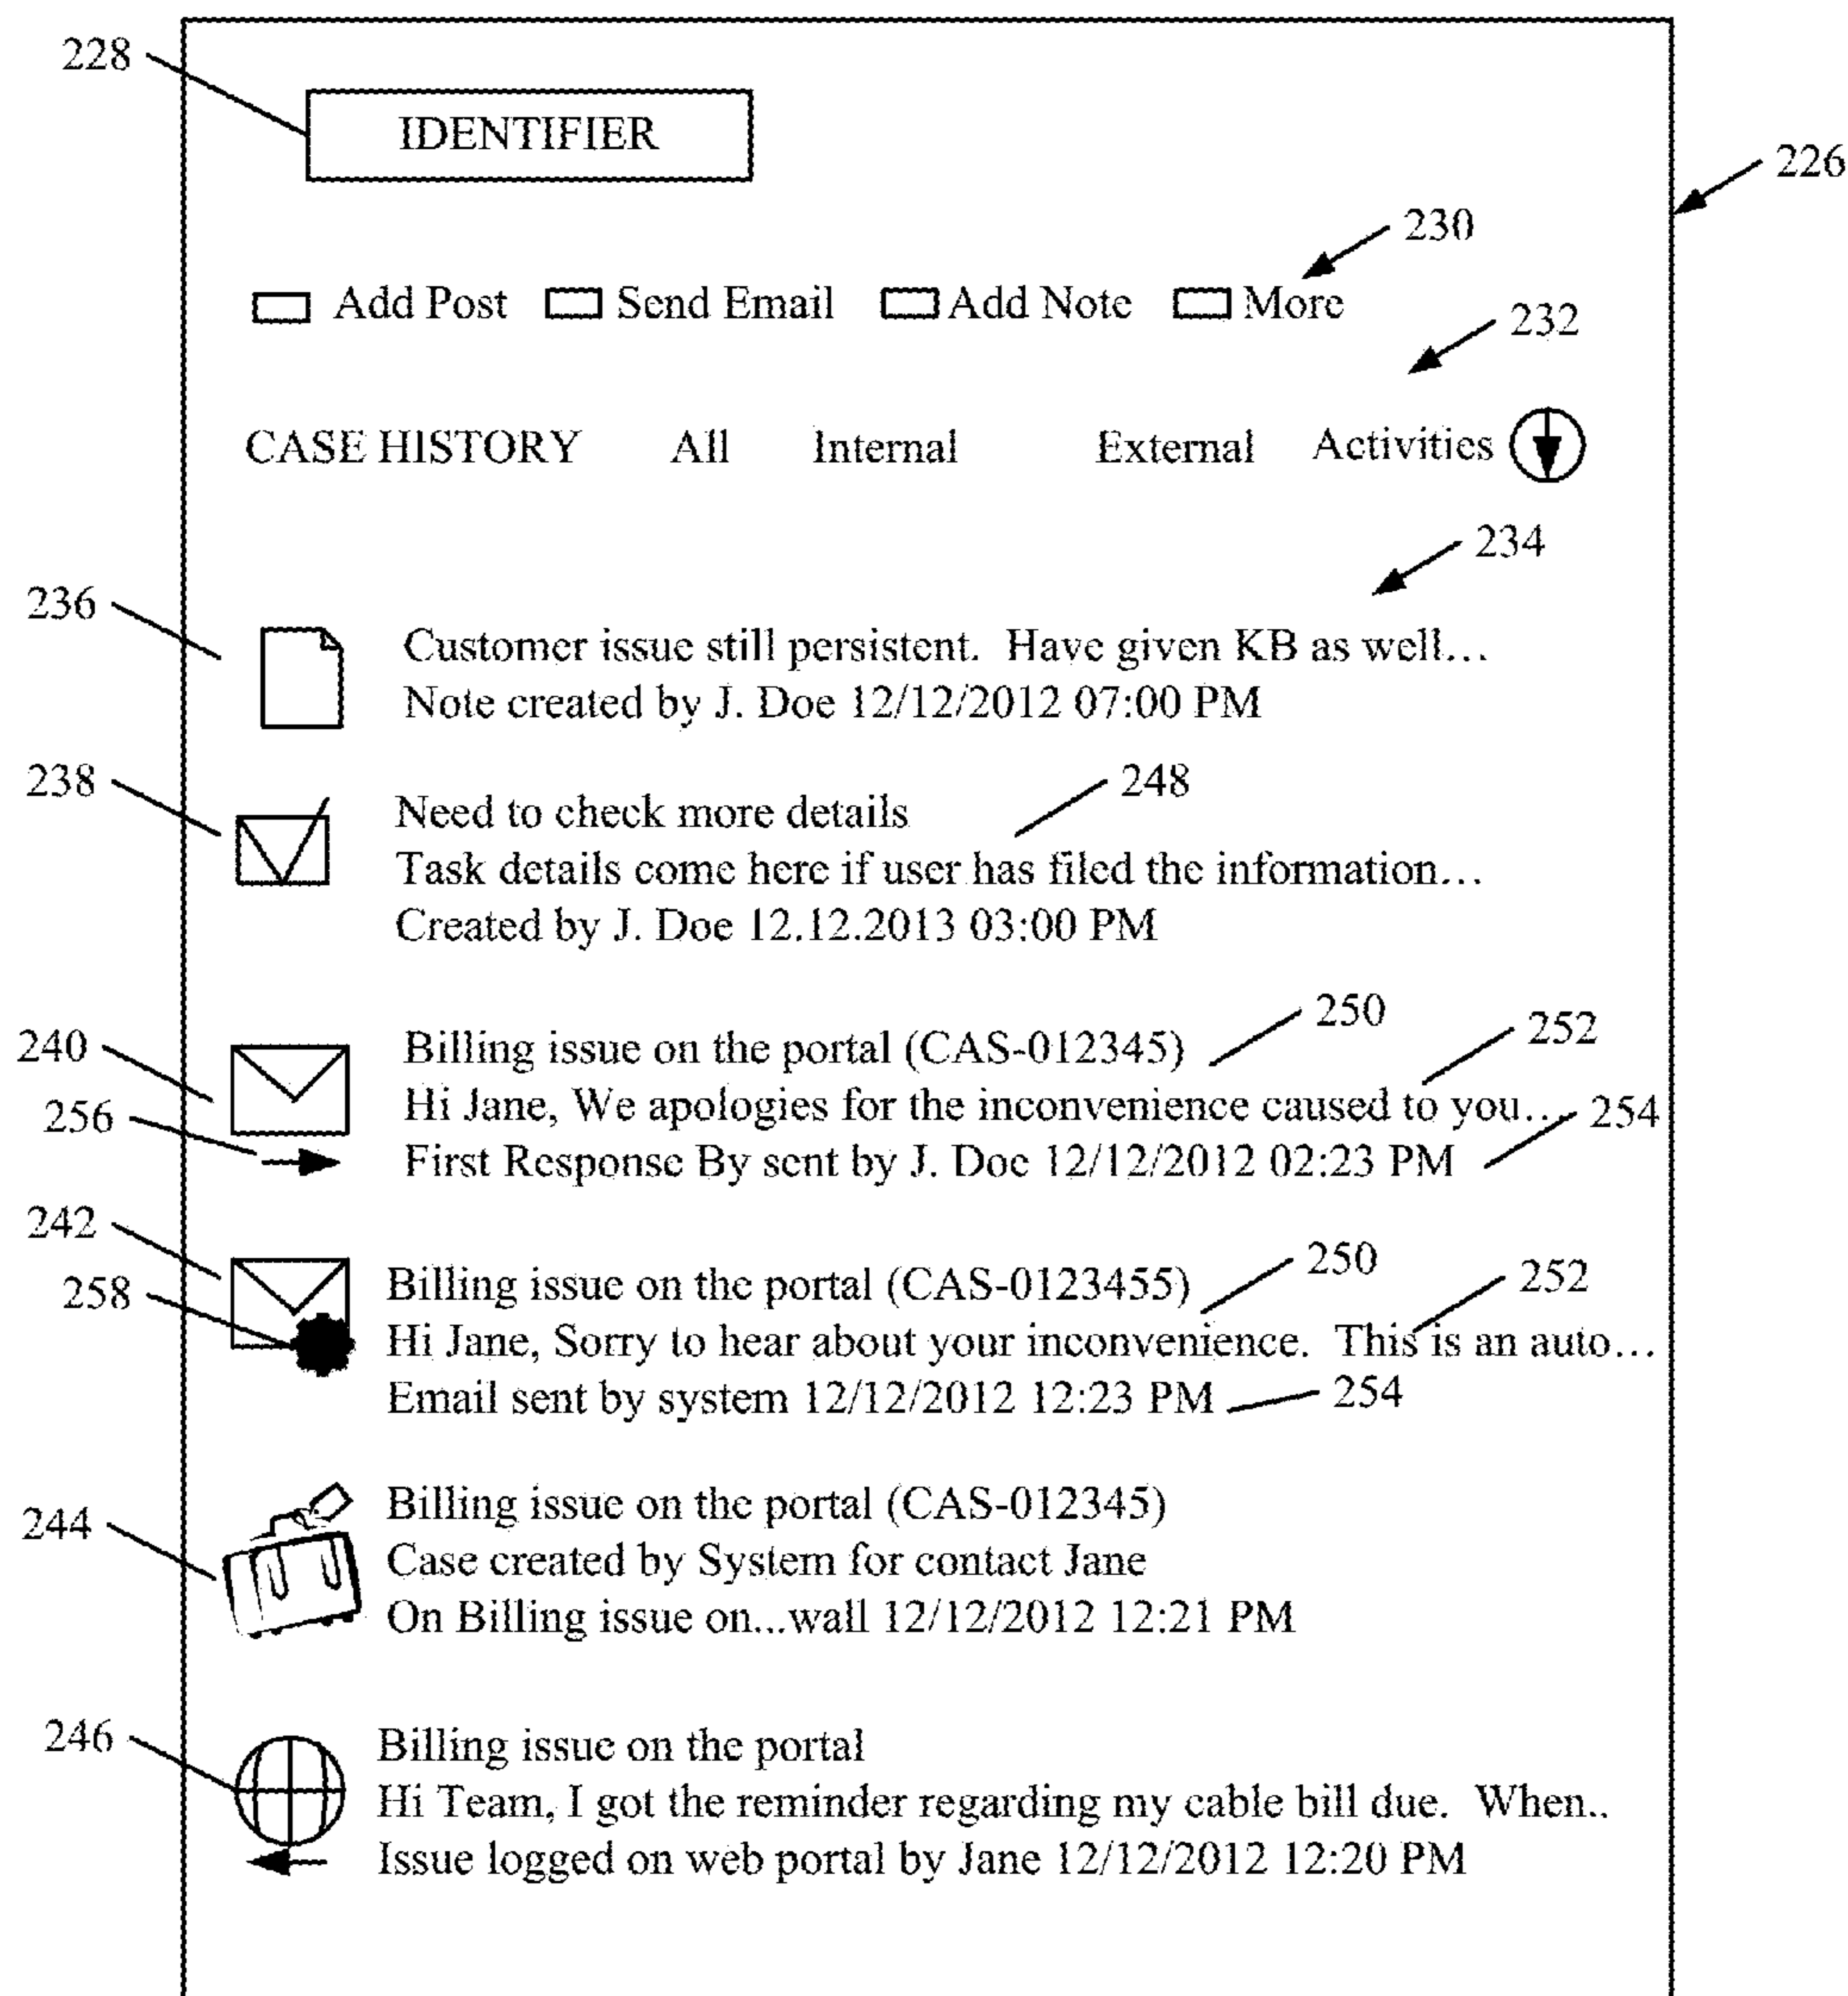 228
IDENTIFIER
226
230
Add Post Send Email Add Note More
232
CASE HISTORY All Internal External Activities
234
236
Customer issue still persistent. Have given KB as well...
Note created by J. Doe 12/12/2012 07:00 PM
238
248
Need to check more details
Task details come here if user has filed the information...
Created by J. Doe 12.12.2013 03:00 PM
250
252
240
Billing issue on the portal (CAS-012345)
Hi Jane, We apologies for the inconvenience caused to you...
254
256
First Response By sent by J. Doe 12/12/2012 02:23 PM
242
250
252
258
Billing issue on the portal (CAS-0123455)
Hi Jane, Sorry to hear about your inconvenience. This is an auto...
Email sent by system 12/12/2012 12:23 PM
254
244
Billing issue on the portal (CAS-012345)
Case created by System for contact Jane
On Billing issue on...wall 12/12/2012 12:21 PM
246
Billing issue on the portal
Hi Team, I got the reminder regarding my cable bill due. When..
Issue logged on web portal by Jane 12/12/2012 12:20 PM